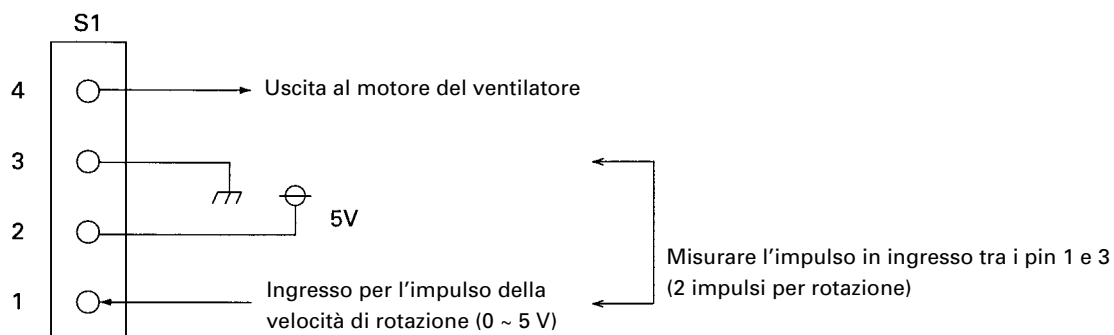 S1
4
Uscita al motore del ventilatore
3
5V
2
Misurare l’impulso in ingresso tra i pin 1 e 3
(2 impulsi per rotazione)
1
Ingresso per l’impulso della
velocità di rotazione (0 ~ 5 V)